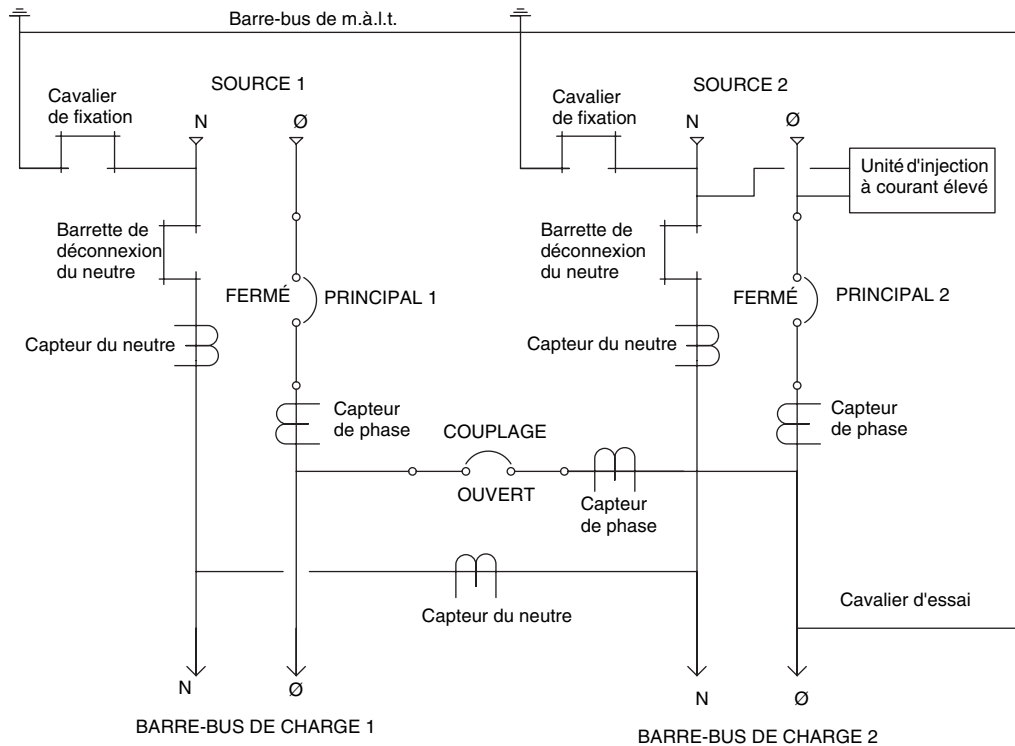 Barre-bus de m.à.l.t.
SOURCE 1
SOURCE 2
Cavalier
de fixation
N
Ø
Cavalier
de fixation
N
Ø
Unité d'injection
à courant élevé
Barrette de
déconnexion
du neutre
FERMÉ
PRINCIPAL 1
Barrette de
déconnexion
du neutre
FERMÉ
PRINCIPAL 2
Capteur du neutre
Capteur du neutre
Capteur
de phase
Capteur
de phase
COUPLAGE
OUVERT
Capteur
de phase
Capteur du neutre
Cavalier d'essai
N
Ø
N
Ø
BARRE-BUS DE CHARGE 1
BARRE-BUS DE CHARGE 2